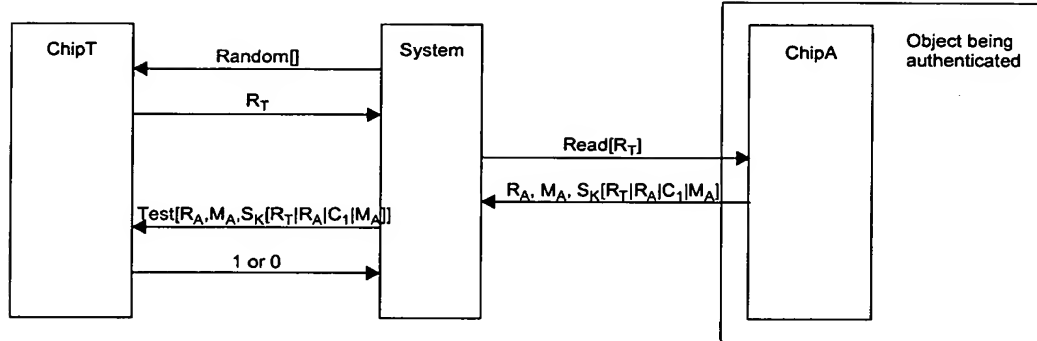 ChipT
System
ChipA
Object being
authenticated
Random[]
R_T
Read[R_T]
R_A, M_A, S_K[R_T|R_A|C_1|M_A]
Test[R_A,M_A,S_K[R_T|R_A|C_1|M_A]]
1 or 0